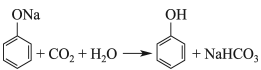 ONa
OH
+ CO₂ + H₂O ⟶ + NaHCO₃